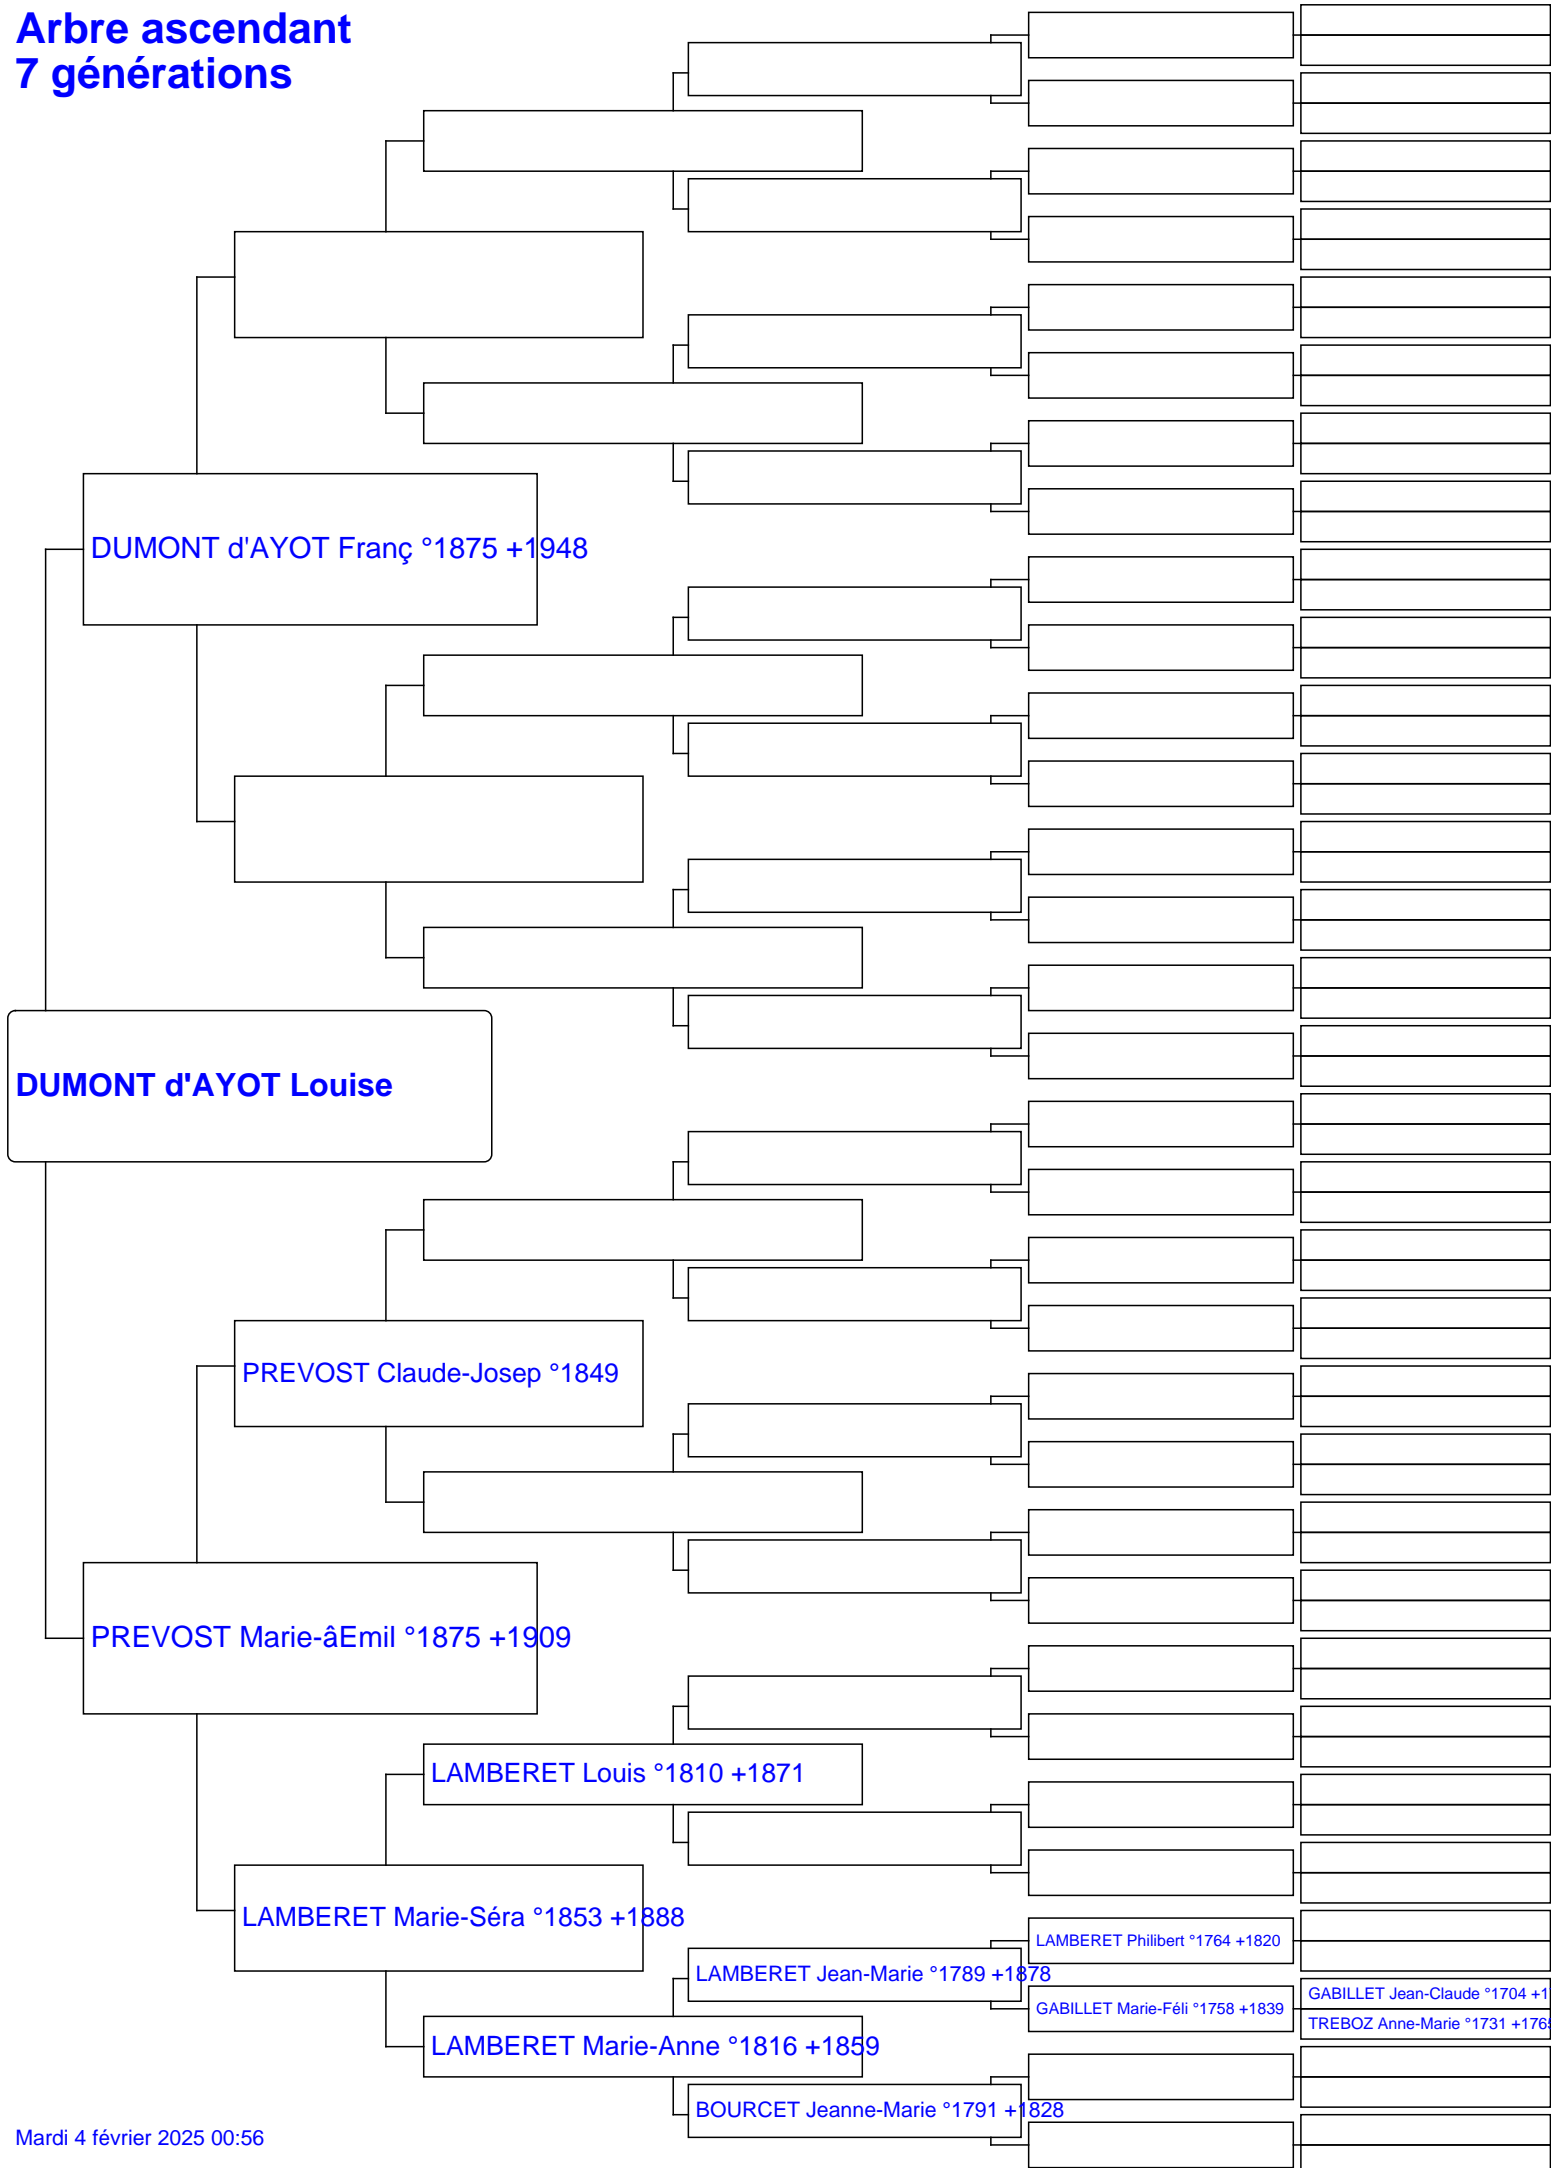 Arbre ascendant
7 générations
DUMONT d'AYOT Franç °1875 +1948
DUMONT d'AYOT Louise
PREVOST Claude-Josep °1849
PREVOST Marie-âEmil °1875 +1909
LAMBERET Louis °1810 +1871
LAMBERET Marie-Séra °1853 +1888
LAMBERET Philibert °1764 +1820
LAMBERET Jean-Marie °1789 +1878
GABILLET Jean-Claude °1704 +1
GABILLET Marie-Féli °1758 +1839
TREBOZ Anne-Marie °1731 +1765
LAMBERET Marie-Anne °1816 +1859
BOURCET Jeanne-Marie °1791 +1828
Mardi 4 février 2025 00:56